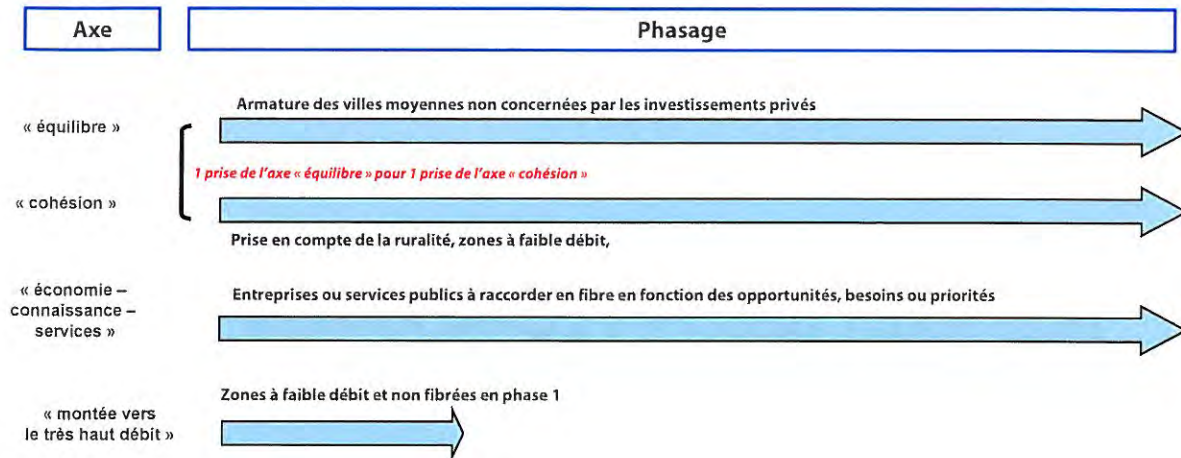 Axe
Phasage
Armature des villes moyennes non concernées par les investissements privés
« équilibre »
1 prise de l'axe « équilibre » pour 1 prise de l'axe « cohésion »
« cohésion »
Prise en compte de la ruralité, zones à faible débit,
« économie –
connaissance –
services »
Entreprises ou services publics à raccorder en fibre en fonction des opportunités, besoins ou priorités
Zones à faible débit et non fibrées en phase 1
« montée vers
le très haut débit »